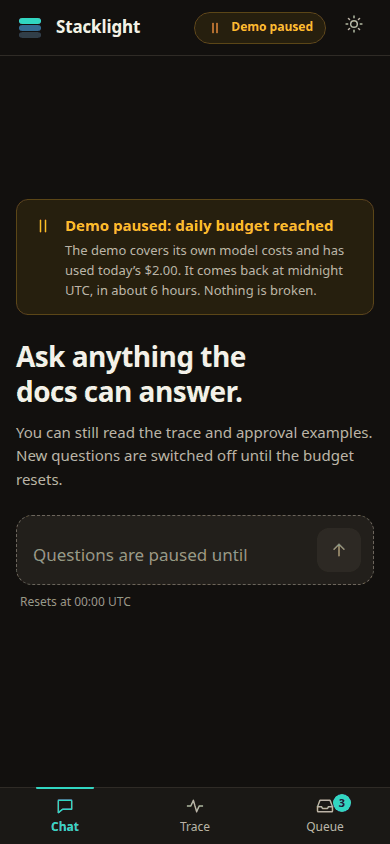 Stacklight
Demo paused
Demo paused: daily budget reached
The demo covers its own model costs and has
used today's $2.00. It comes back at midnight
UTC, in about 6 hours. Nothing is broken.
Ask anything the
docs can answer.
You can still read the trace and approval examples.
New questions are switched off until the budget
resets.
Questions are paused until
Resets at 00:00 UTC
3
Chat
Trace
Queue